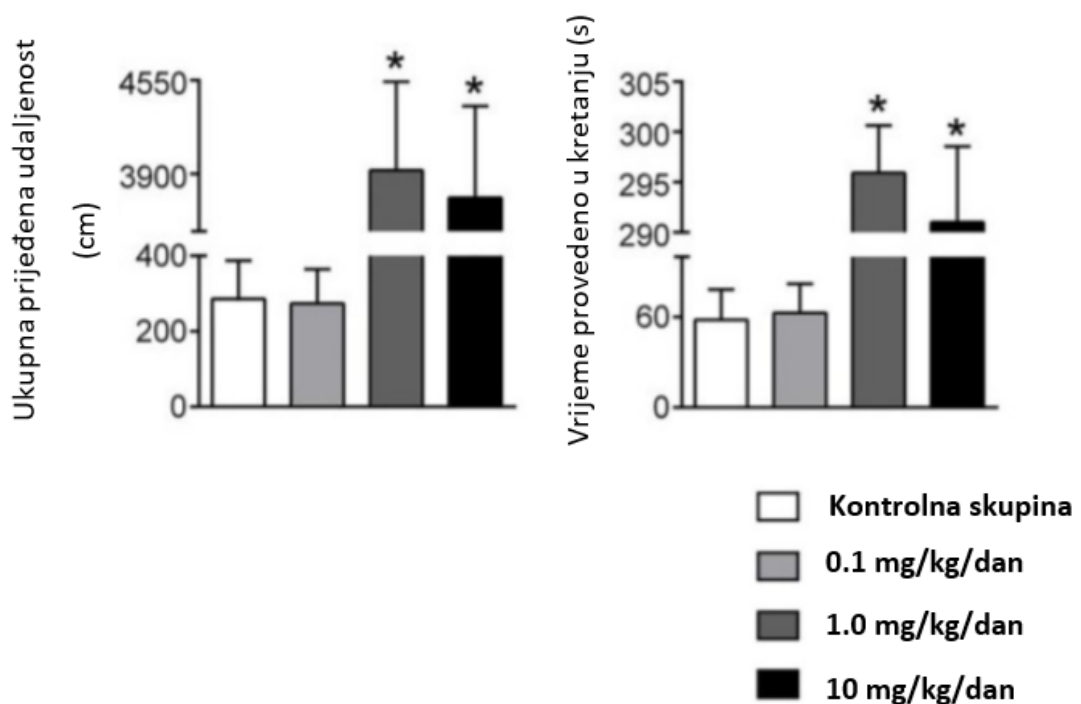 Ukupna prijeđena udaljenost
(cm)
4550
3900
400
200
0
*
*
Vrijeme provedeno u kretanju (s)
305
300
295
290
60
0
*
*
Kontrolna skupina
0.1 mg/kg/dan
1.0 mg/kg/dan
10 mg/kg/dan